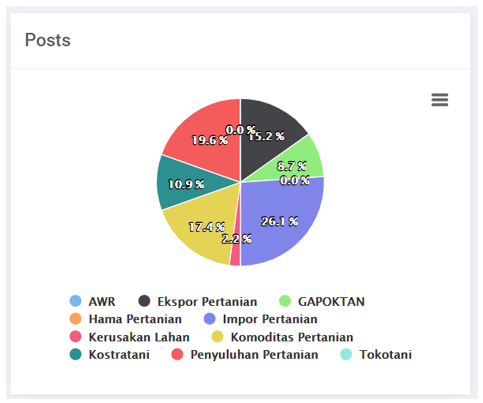 Posts
0.0 %
15.2 %
19.6 %
8.7 %
0.0 %
10.9 %
26.1 %
17.4 %
2.2 %
AWR Ekspor Pertanian GAPOKTAN
Hama Pertanian Impor Pertanian
Kerusakan Lahan Komoditas Pertanian
Kostratani Penyuluhan Pertanian Tokotani